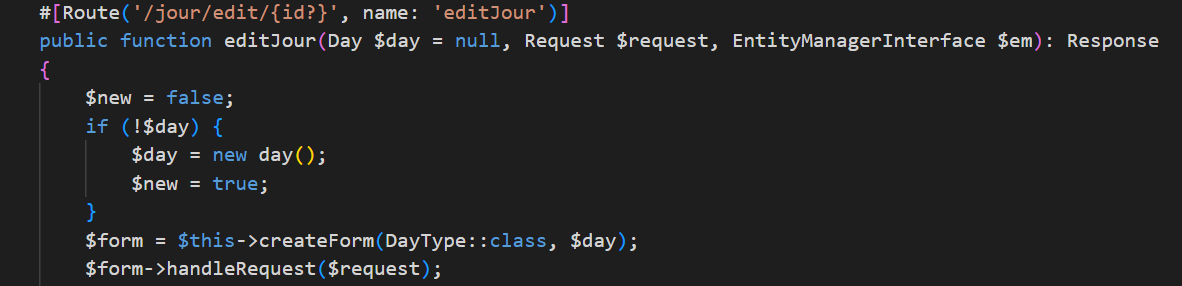 #[Route('/jour/edit/{id?}', name: 'editJour')]
public function editJour(Day $day = null, Request $request, EntityManagerInterface $em): Response
{
    $new = false;
    if (!$day) {
        $day = new day();
        $new = true;
    }
    $form = $this->createForm(DayType::class, $day);
    $form->handleRequest($request);